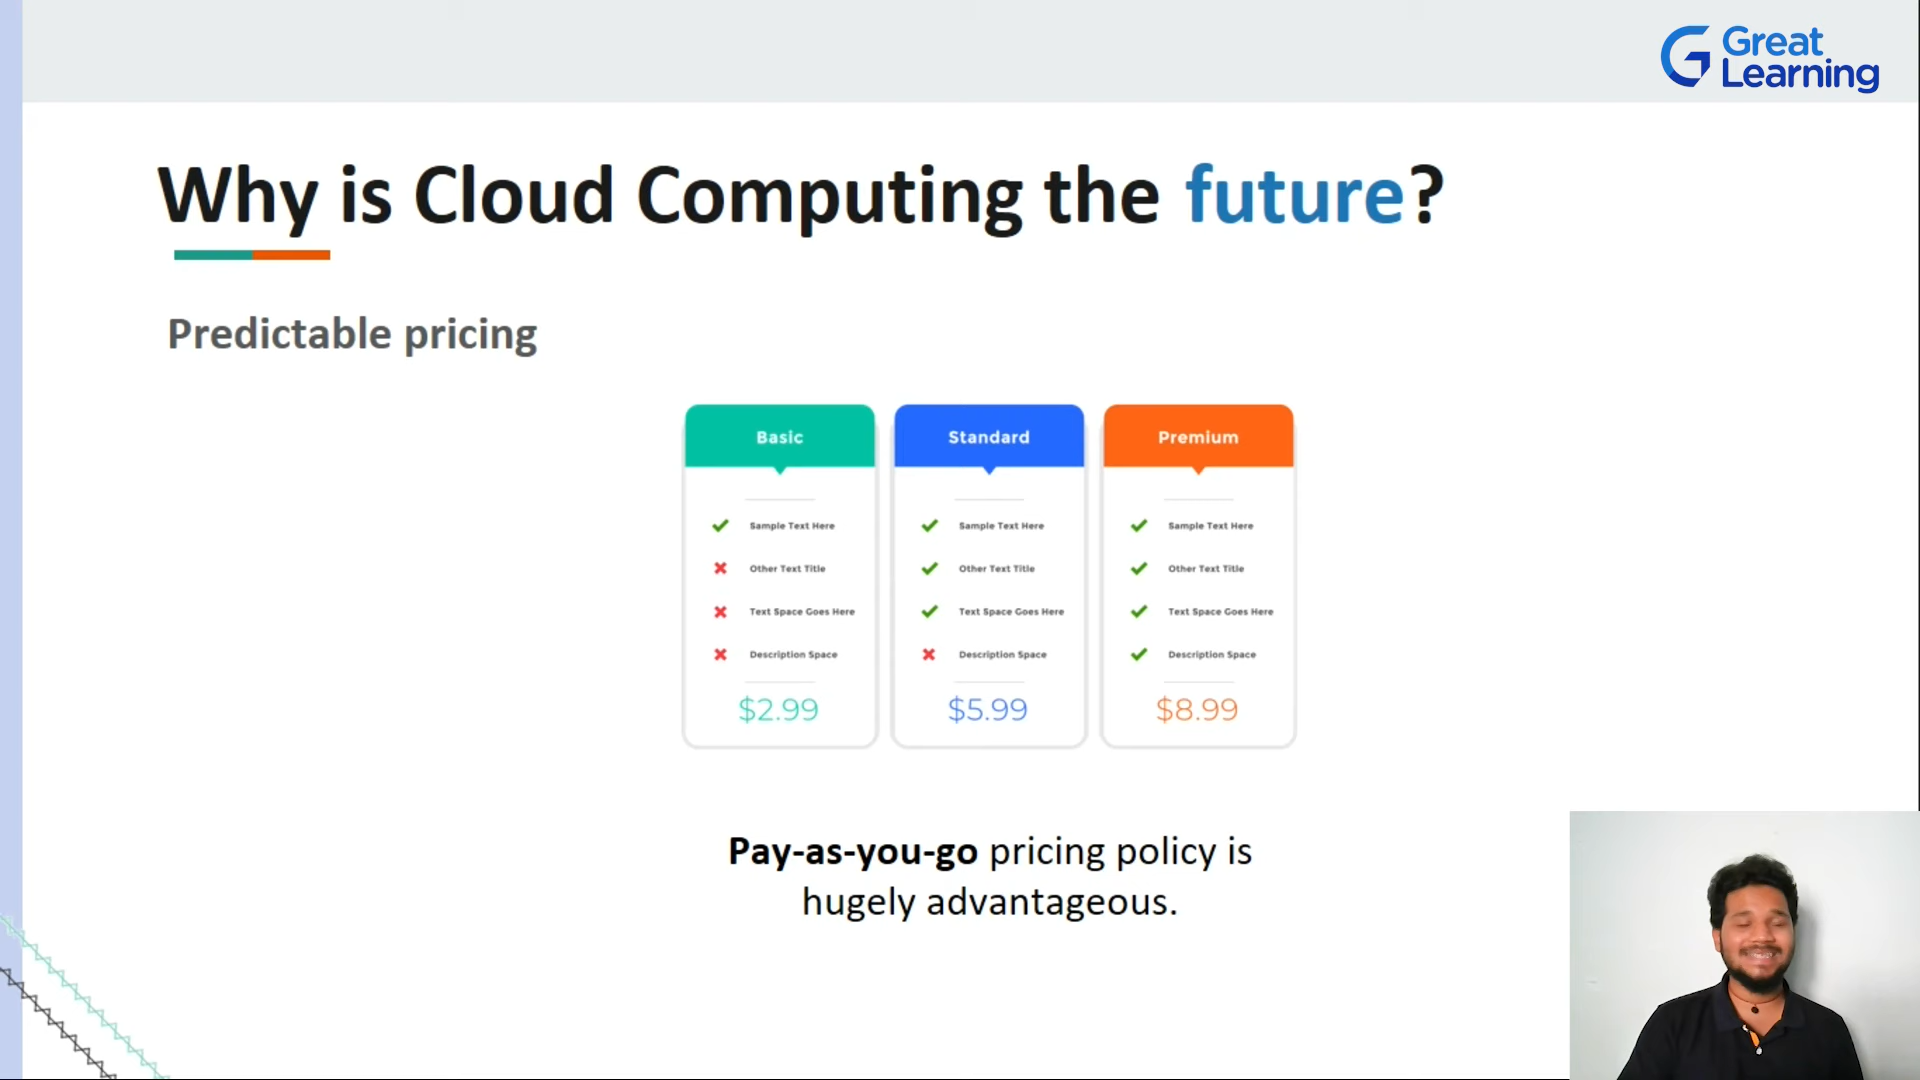 Great
Learning
Why is Cloud Computing the future?
Predictable pricing
Basic
Sample Text Here
Other Text Title
Text Space Goes Here
Description Space
$2.99
Standard
Sample Text Here
Other Text Title
Text Space Goes Here
Description Space
$5.99
Premium
Sample Text Here
Other Text Title
Text Space Goes Here
Description Space
$8.99
Pay-as-you-go pricing policy is
hugely advantageous.